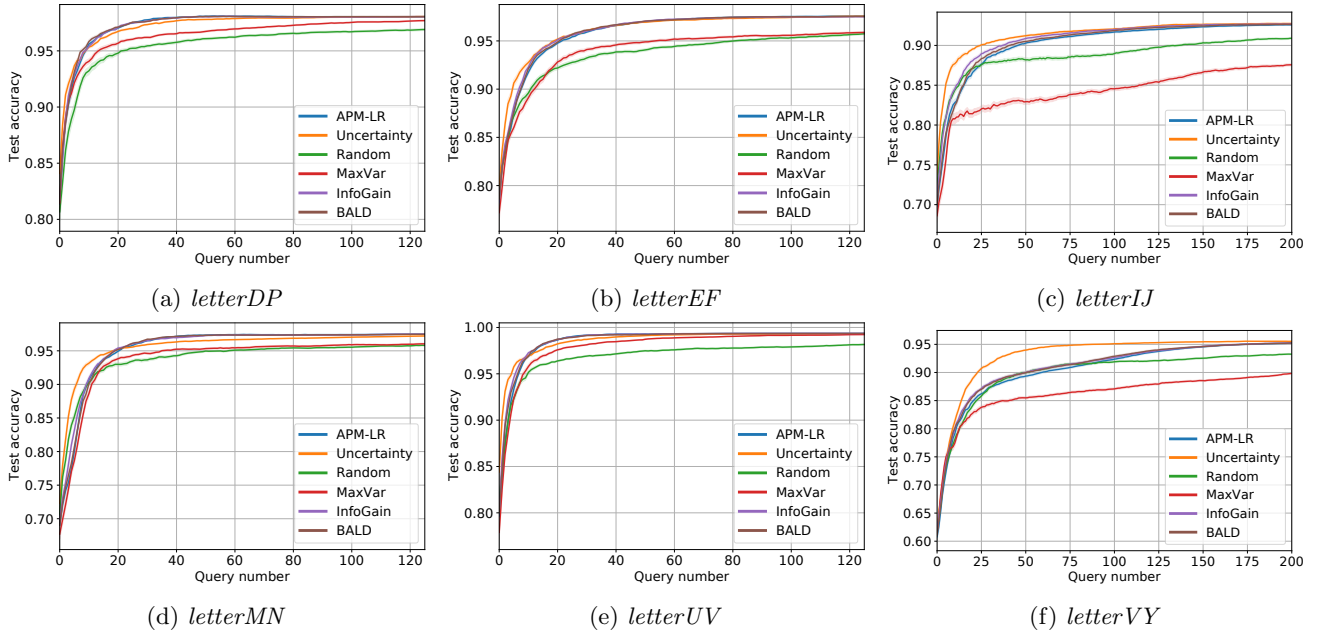 Test accuracy
0.95
0.90
0.85
0.80
0 20 40 60 80 100 120
Query number
APM-LR
Uncertainty
Random
MaxVar
InfoGain
BALD
(a) letterDP
Test accuracy
0.95
0.90
0.85
0.80
0 20 40 60 80 100 120
Query number
APM-LR
Uncertainty
Random
MaxVar
InfoGain
BALD
(b) letterEF
Test accuracy
0.90
0.85
0.80
0.75
0.70
0 25 50 75 100 125 150 175 200
Query number
APM-LR
Uncertainty
Random
MaxVar
InfoGain
BALD
(c) letterIJ
Test accuracy
0.95
0.90
0.85
0.80
0.75
0.70
0 20 40 60 80 100 120
Query number
APM-LR
Uncertainty
Random
MaxVar
InfoGain
BALD
(d) letterMN
Test accuracy
1.00
0.95
0.90
0.85
0.80
0 20 40 60 80 100 120
Query number
APM-LR
Uncertainty
Random
MaxVar
InfoGain
BALD
(e) letterUV
Test accuracy
0.95
0.90
0.85
0.80
0.75
0.70
0.65
0.60
0 25 50 75 100 125 150 175 200
Query number
APM-LR
Uncertainty
Random
MaxVar
InfoGain
BALD
(f) letterVY